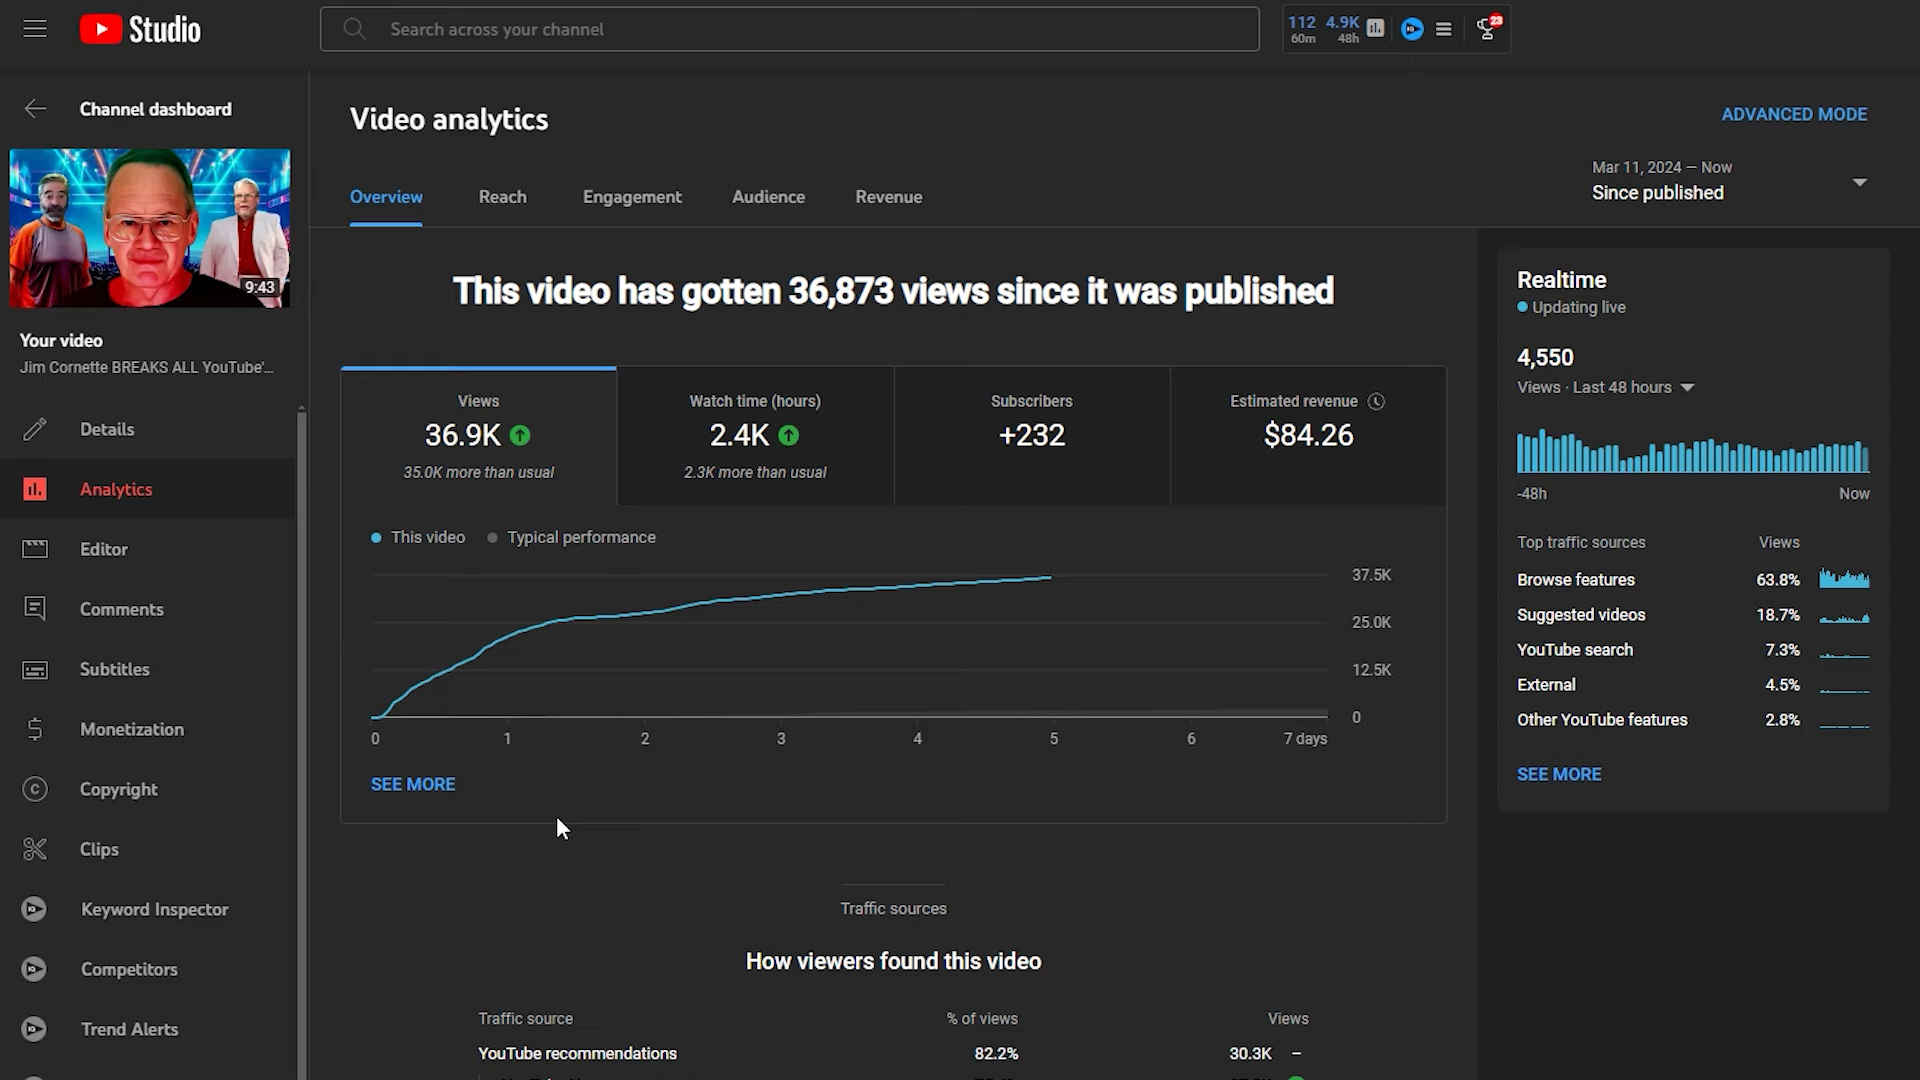 Studio
Search across your channel
112 4.9K
60m 48h
23
Channel dashboard
9:43
Your video
Jim Cornette BREAKS ALL YouTube'...
Details
Analytics
Editor
Comments
Subtitles
Monetization
Copyright
Clips
Keyword Inspector
Competitors
Trend Alerts
Video analytics
ADVANCED MODE
Overview
Reach
Engagement
Audience
Revenue
Mar 11, 2024 – Now
Since published
This video has gotten 36,873 views since it was published
Views
36.9K
35.0K more than usual
Watch time (hours)
2.4K
2.3K more than usual
Subscribers
+232
Estimated revenue
$84.26
This video
Typical performance
37.5K
25.0K
12.5K
0
0 1 2 3 4 5 6 7 days
SEE MORE
Traffic sources
How viewers found this video
Traffic source % of views Views
YouTube recommendations 82.2% 30.3K –
Realtime
Updating live
4,550
Views · Last 48 hours
-48h Now
Top traffic sources Views
Browse features 63.8%
Suggested videos 18.7%
YouTube search 7.3%
External 4.5%
Other YouTube features 2.8%
SEE MORE